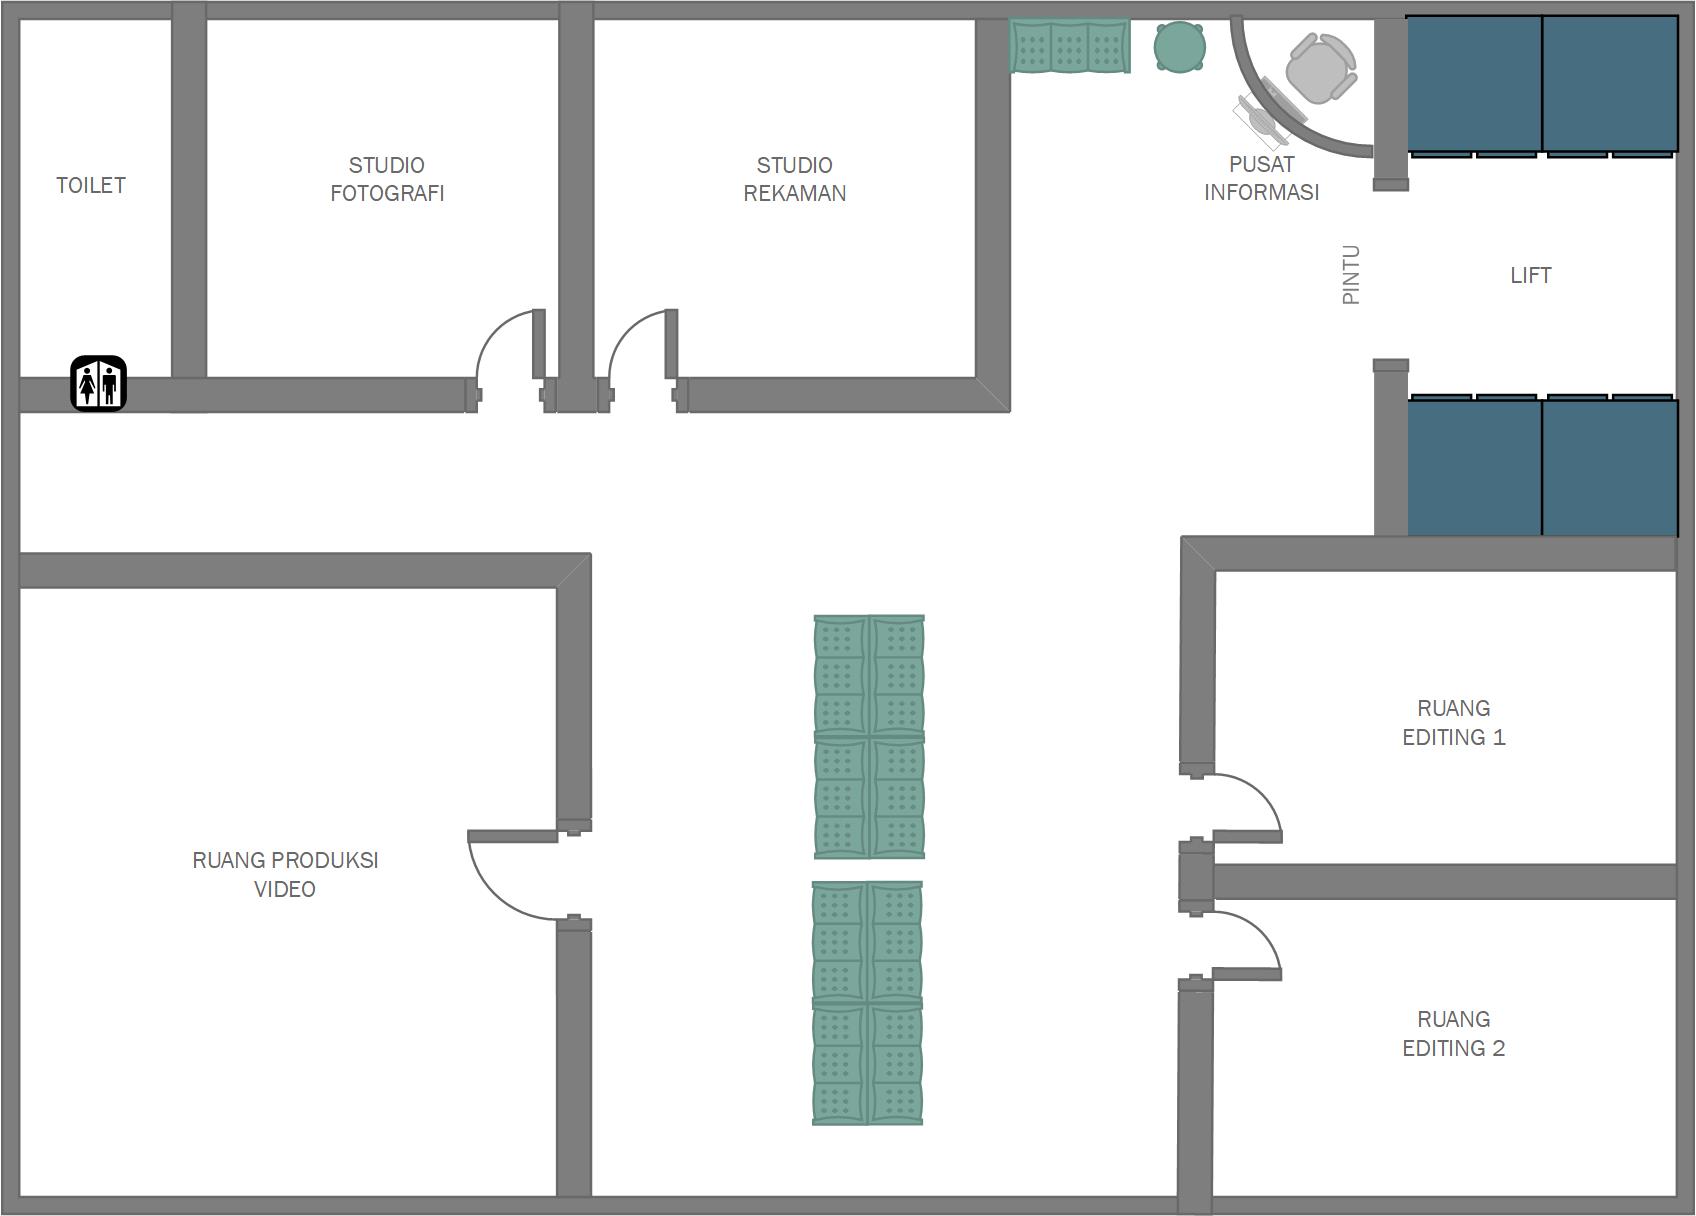 TOILET
STUDIO
FOTOGRAFI
STUDIO
REKAMAN
PUSAT
INFORMASI
PINTU
LIFT
RUANG
EDITING 1
RUANG PRODUKSI
VIDEO
RUANG
EDITING 2